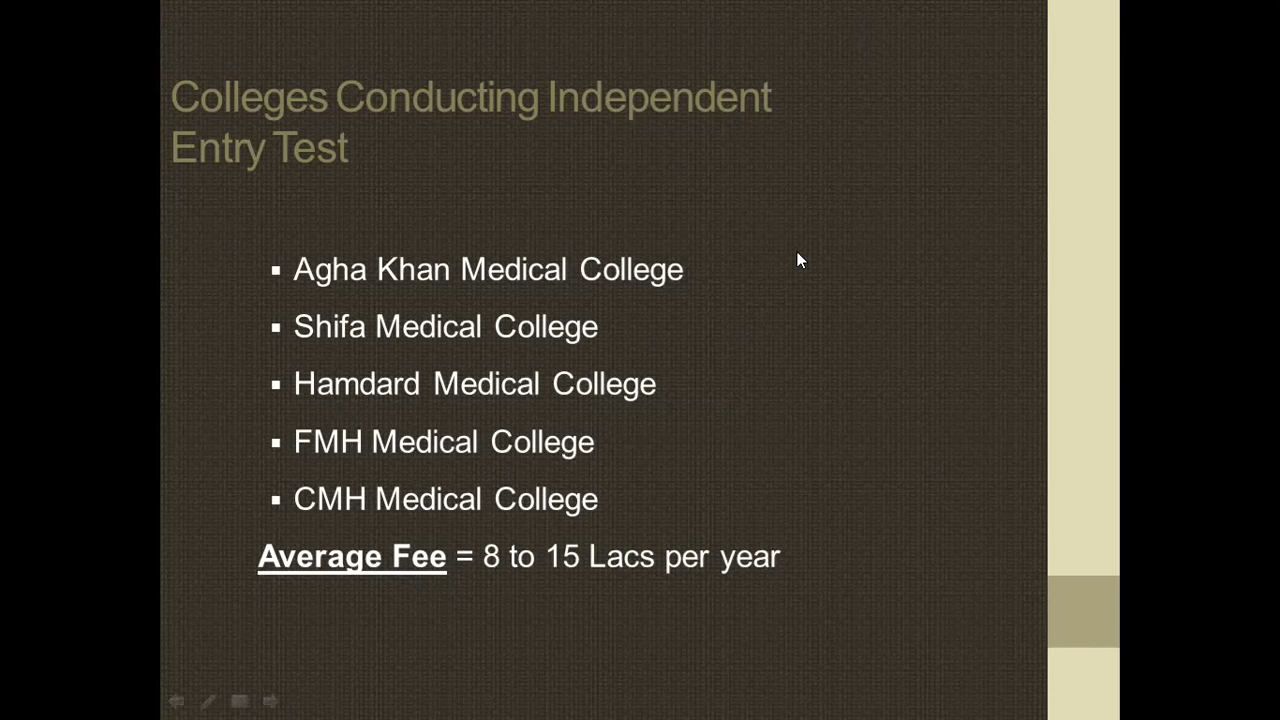 Colleges Conducting Independent
Entry Test
▪ Agha Khan Medical College
▪ Shifa Medical College
▪ Hamdard Medical College
▪ FMH Medical College
▪ CMH Medical College
Average Fee = 8 to 15 Lacs per year